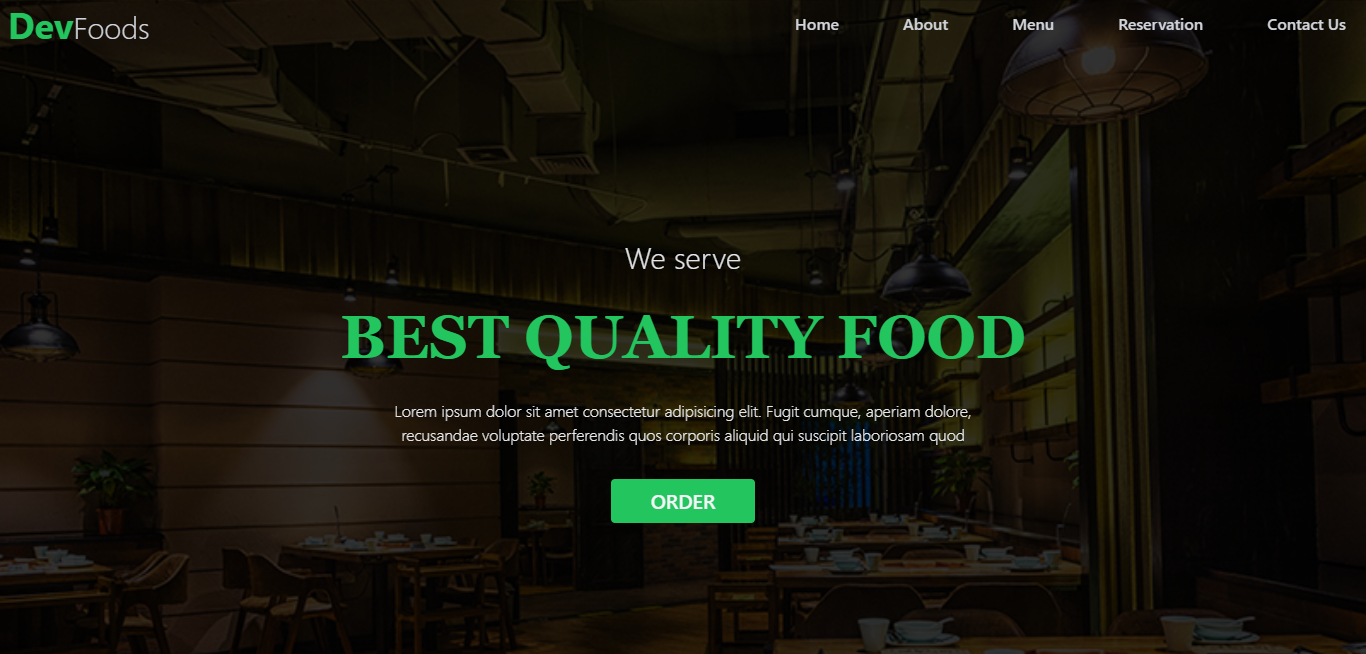 DevFoods
Home About Menu Reservation Contact Us
We serve
BEST QUALITY FOOD
Lorem ipsum dolor sit amet consectetur adipisicing elit. Fugit cumque, aperiam dolore,
recusandae voluptate perferendis quos corporis aliquid qui suscipit laboriosam quod
ORDER